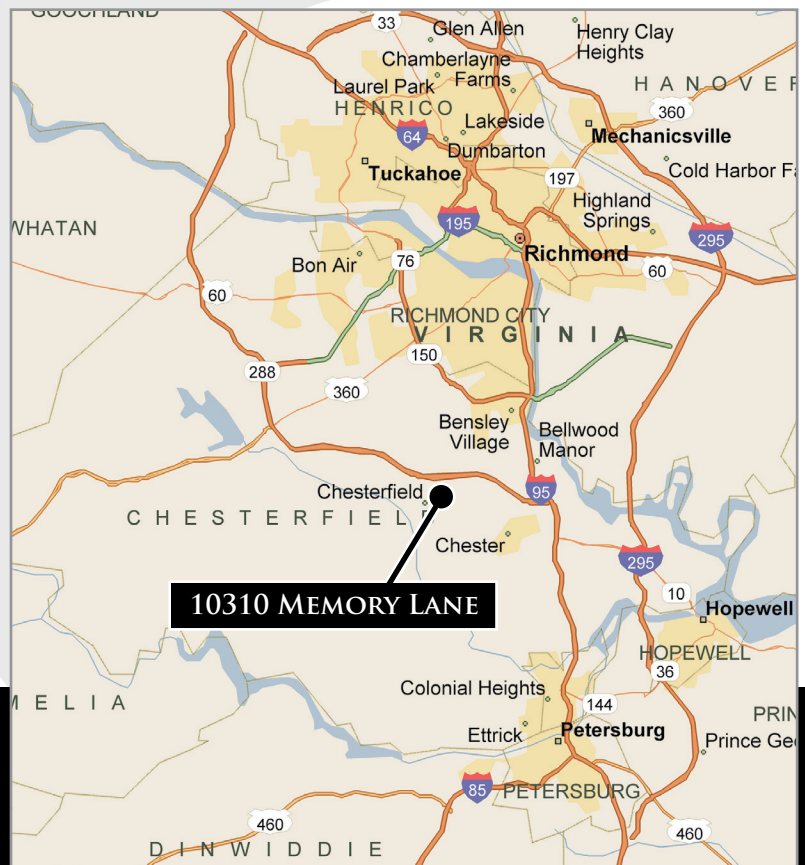 GOOCHLAND
33
Glen Allen
Henry Clay
Heights
Chamberlayne
Farms
Laurel Park
HENRICO
HANOVER
360
64
Lakeside
Mechanicsville
Dumbarton
Tuckahoe
197
Cold Harbor Fa
Highland
Springs
WHATAN
195
295
Richmond
Bon Air
76
60
60
RICHMOND CITY
VIRGINIA
150
288
360
Bensley
Village
Bellwood
Manor
Chesterfield
95
CHESTERFIELD
Chester
295
10310 Memory Lane
10
Hopewell
HOPEWELL
36
Colonial Heights
MELIA
144
PRIN
Ettrick
Petersburg
Prince Geo
85
PETERSBURG
460
460
DINWIDDIE